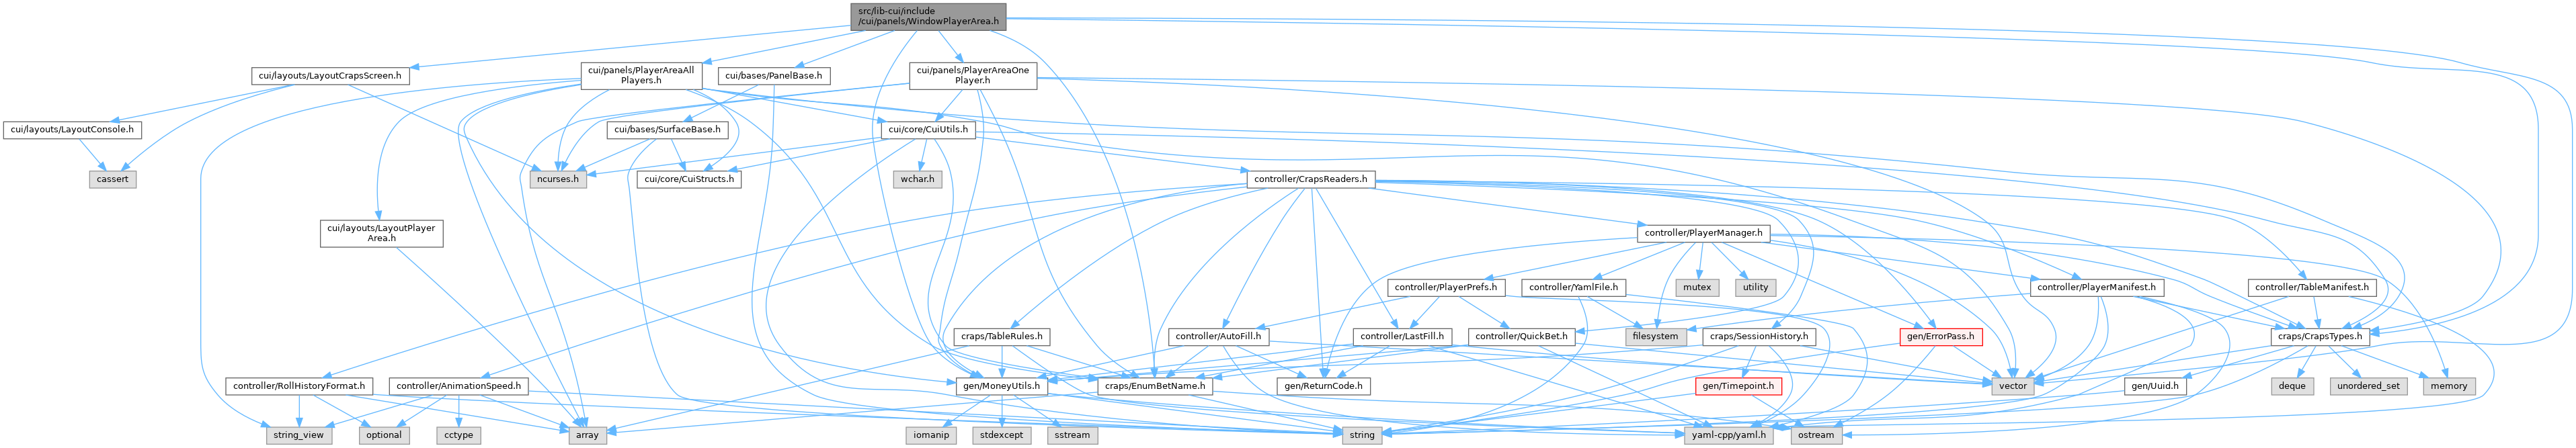 src/lib-cui/include
/cui/panels/WindowPlayerArea.h
cui/layouts/LayoutCrapsScreen.h
cui/panels/PlayerAreaAll
Players.h
cui/bases/PanelBase.h
cui/panels/PlayerAreaOne
Player.h
cui/layouts/LayoutConsole.h
cui/bases/SurfaceBase.h
cui/core/CuiUtils.h
cassert
ncurses.h
cui/core/CuiStructs.h
wchar.h
controller/CrapsReaders.h
cui/layouts/LayoutPlayer
Area.h
controller/PlayerManager.h
controller/PlayerPrefs.h
controller/YamlFile.h
mutex
utility
controller/PlayerManifest.h
controller/TableManifest.h
craps/TableRules.h
controller/AutoFill.h
controller/LastFill.h
controller/QuickBet.h
filesystem
craps/SessionHistory.h
gen/ErrorPass.h
craps/CrapsTypes.h
controller/RollHistoryFormat.h
controller/AnimationSpeed.h
gen/MoneyUtils.h
craps/EnumBetName.h
gen/ReturnCode.h
gen/Timepoint.h
vector
gen/Uuid.h
deque
unordered_set
memory
string_view
optional
cctype
array
iomanip
stdexcept
sstream
string
yaml-cpp/yaml.h
ostream